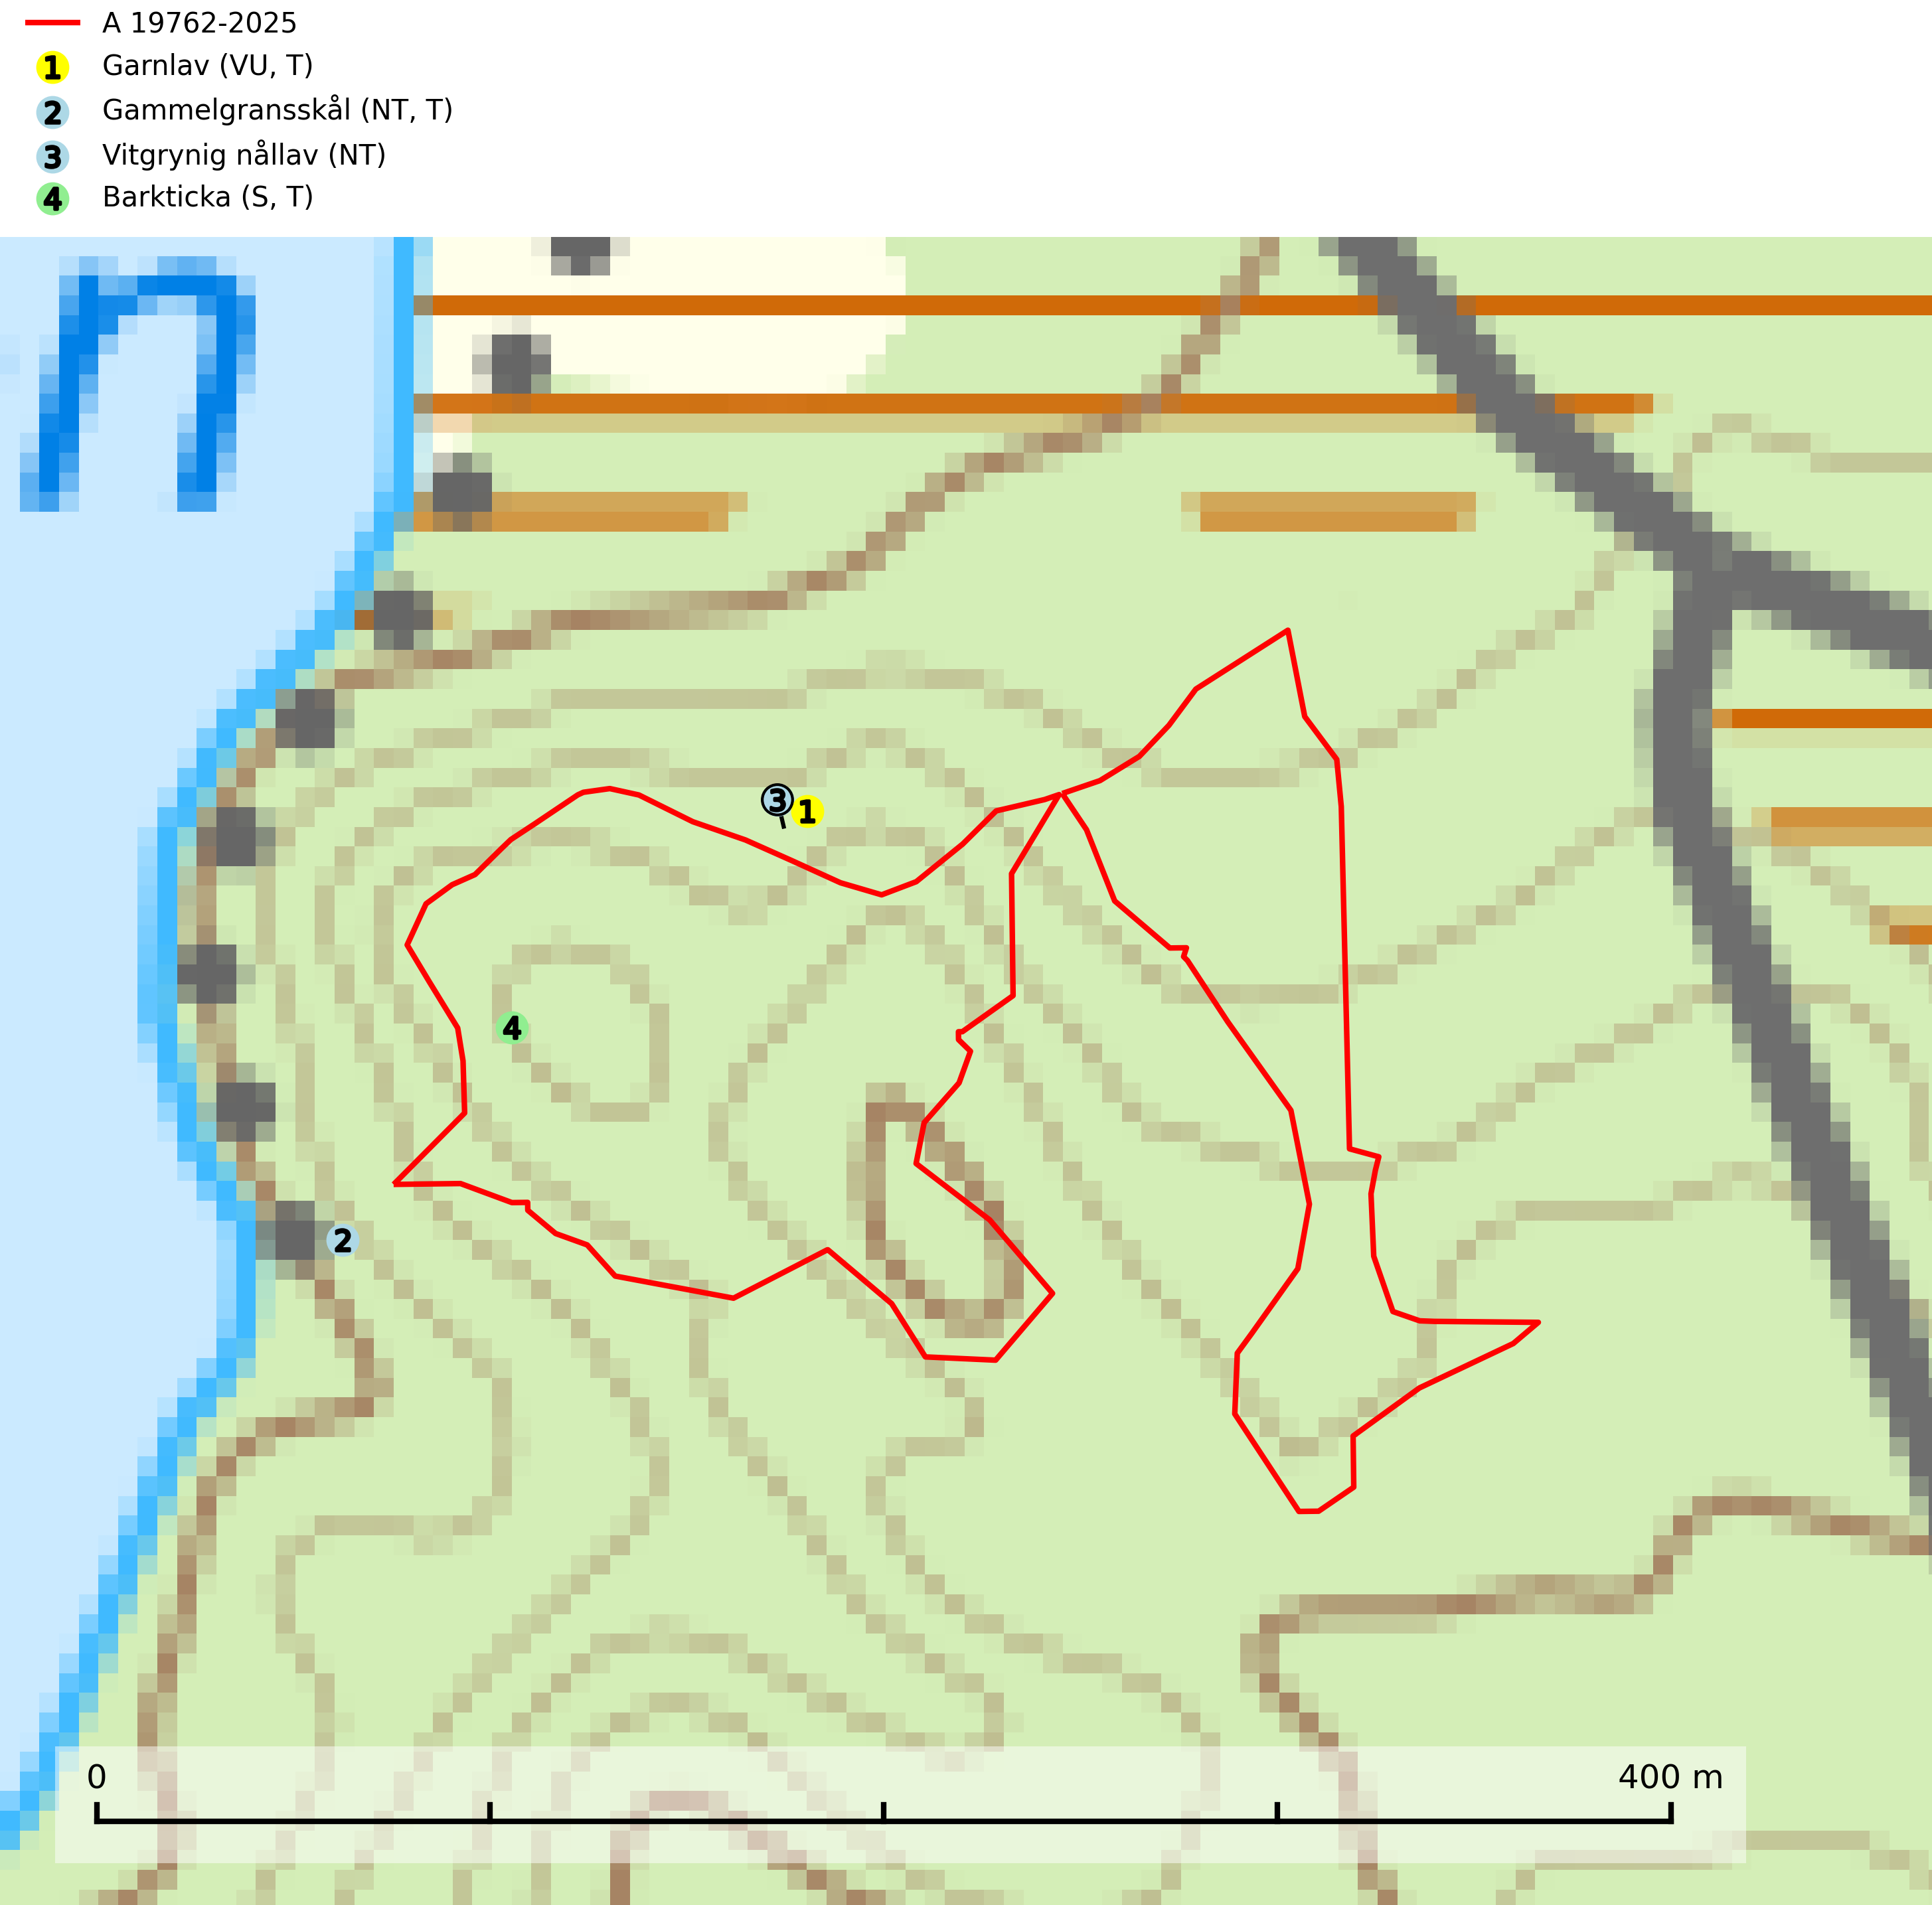 A 19762-2025
1 Garnlav (VU, T)
2 Gammelgransskål (NT, T)
3 Vitgrynig nållav (NT)
4 Barkticka (S, T)
3 1
4
2
0 400 m